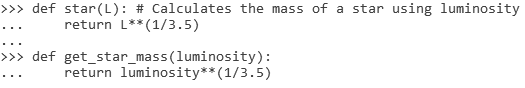 >>> def star(L): # Calculates the mass of a star using luminosity
...     return L**(1/3.5)
...
>>> def get_star_mass(luminosity):
...     return luminosity**(1/3.5)